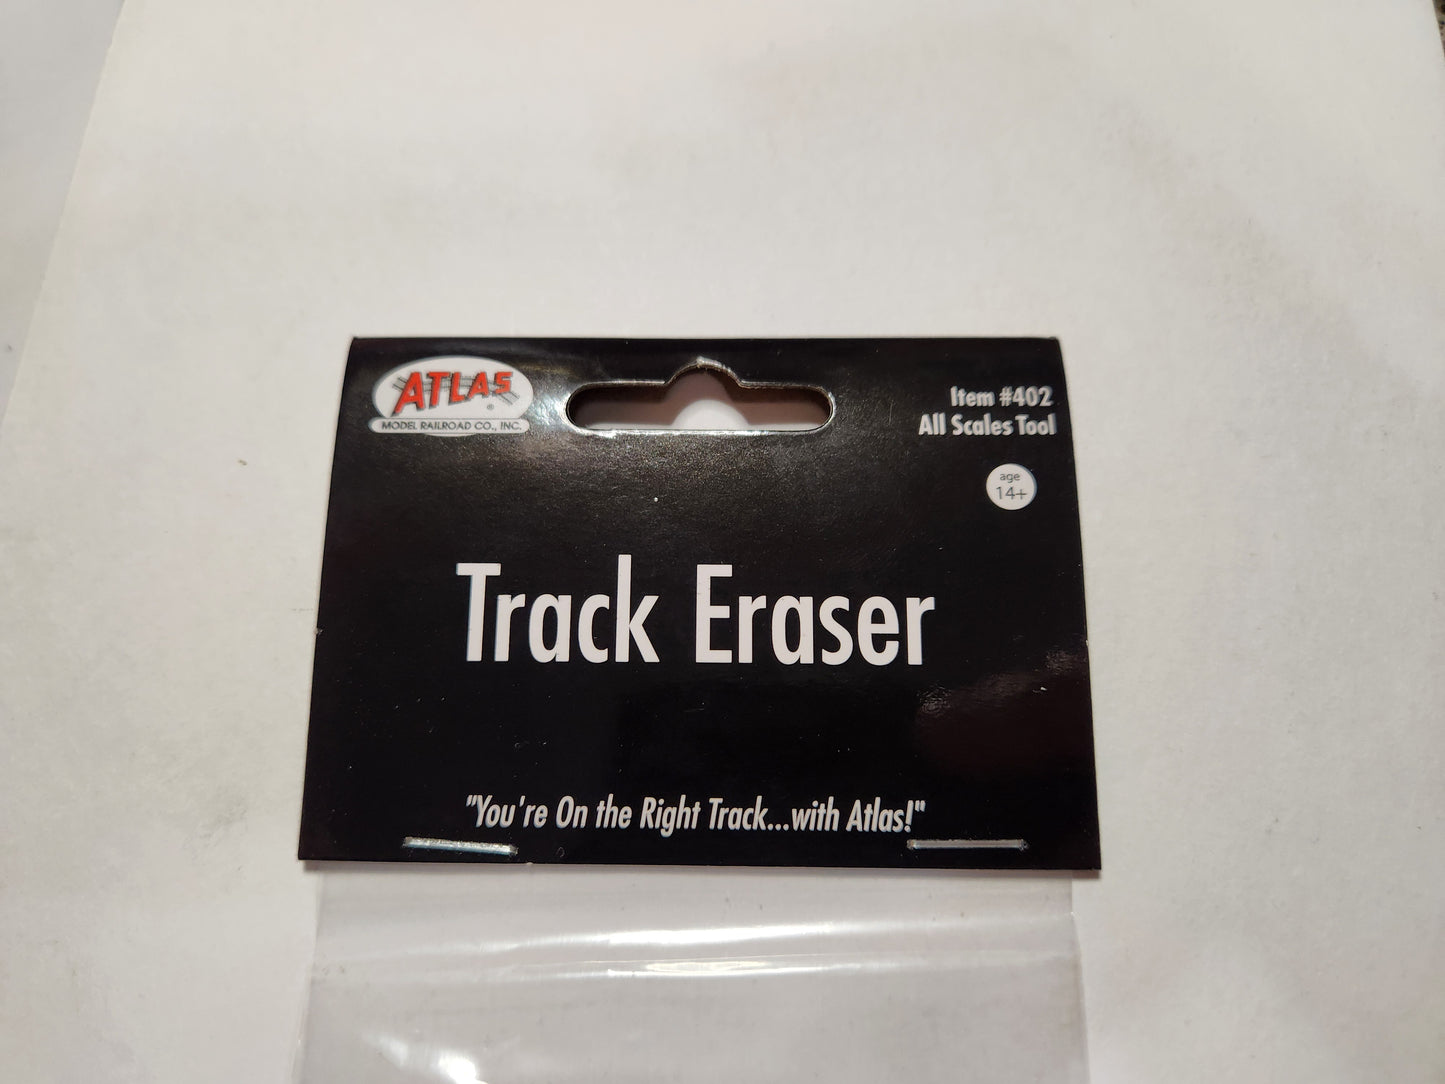 ATLAS
®
MODEL RAILROAD CO., INC.
Item #402
All Scales Tool
age
14+
Track Eraser
"You're On the Right Track...with Atlas!"